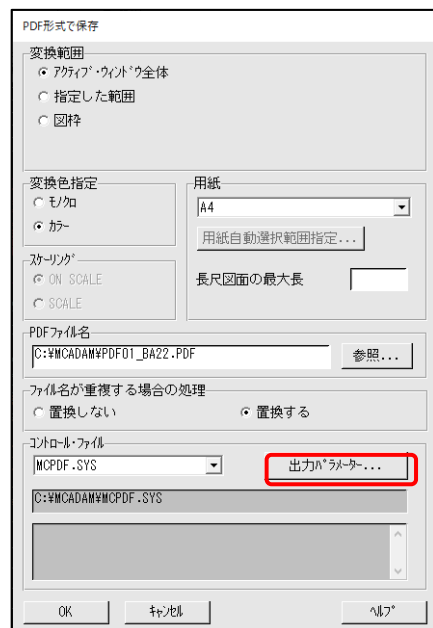 PDF形式で保存
変換範囲
ｱｸﾃｨﾌﾞ･ｳｨﾝﾄﾞｳ全体
指定した範囲
図枠
変換色指定
ﾓﾉｸﾛ
ｶﾗｰ
用紙
A4
用紙自動選択範囲指定...
長尺図面の最大長
ｽｹｰﾘﾝｸﾞ
ON SCALE
SCALE
PDFﾌｧｲﾙ名
C:¥MCADAM¥PDF01_BA22.PDF
参照...
ﾌｧｲﾙ名が重複する場合の処理
置換しない
置換する
ｺﾝﾄﾛｰﾙ･ﾌｧｲﾙ
MCPDF.SYS
出力ﾊﾟﾗﾒｰﾀｰ...
C:¥MCADAM¥MCPDF.SYS
OK
ｷｬﾝｾﾙ
ﾍﾙﾌﾟ